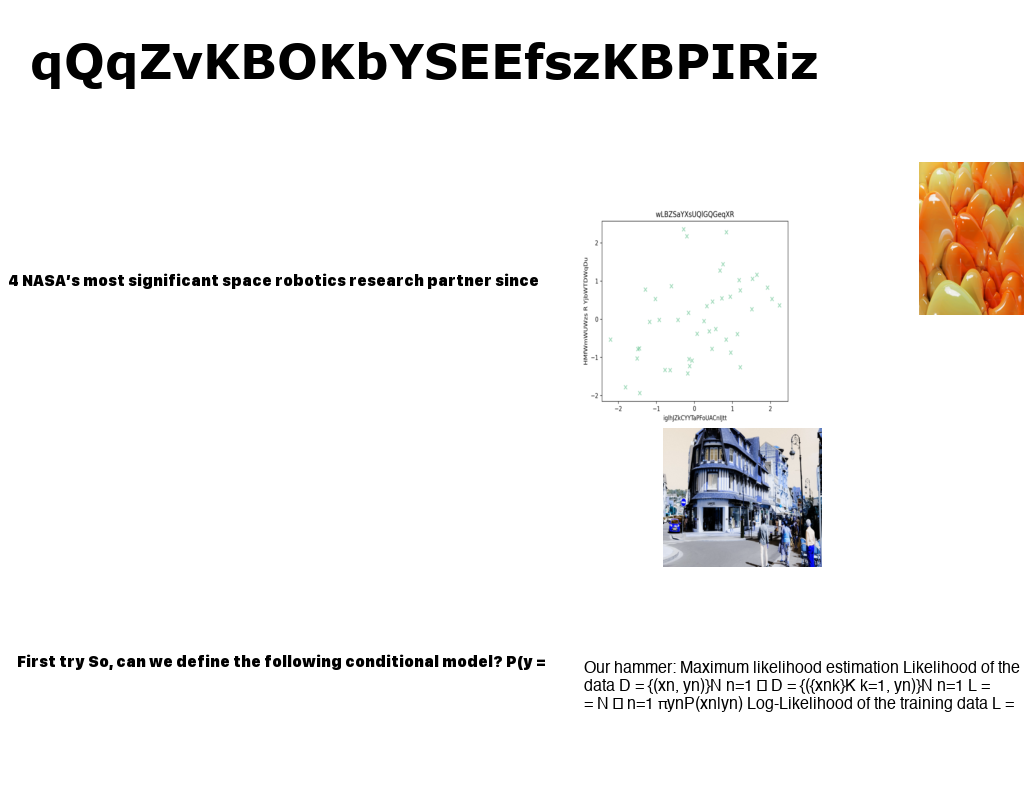 qQqZvKBOKbYSEEfszKBPIRiz
4 NASA's most significant space robotics research partner since
wLBZSaYXsUQIGQGeqXR
2
1
0
−1
−2
−2 −1 0 1 2
First try So, can we define the following conditional model? P(y =
Our hammer: Maximum likelihood estimation Likelihood of the
data D = {(xn, yn)}N n=1 � D = {({xnk}K k=1, yn)}N n=1 L =
= N � n=1 πynP(xn|yn) Log-Likelihood of the training data L =